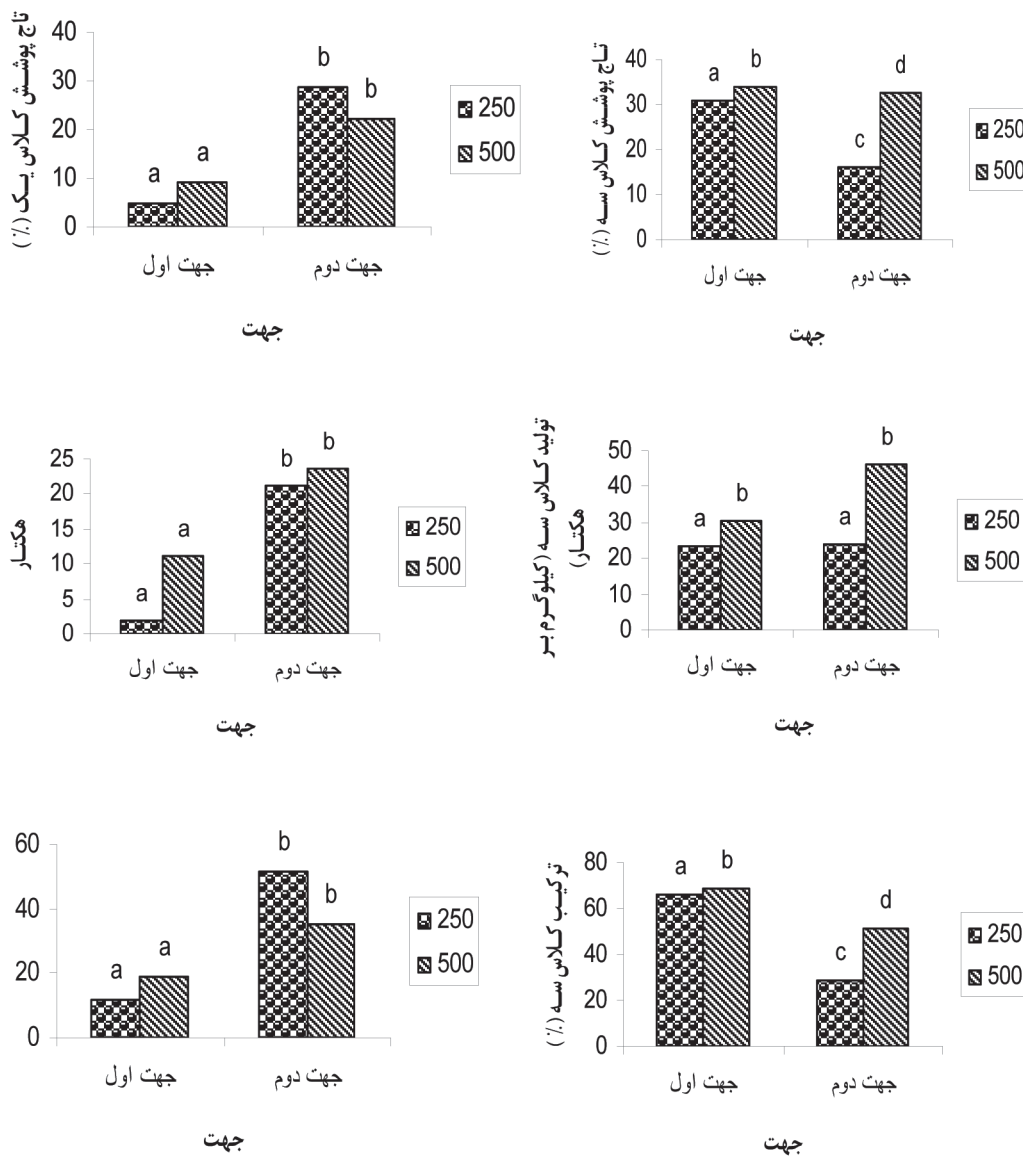 تاج پوشش کلاس یک (٪)
40
30
20
10
0
a
a
b
b
جهت اول
جهت دوم
جهت
250
500
تاج پوشش کلاس سه (٪)
40
30
20
10
0
a
b
c
d
جهت اول
جهت دوم
جهت
250
500
هکتار
25
20
15
10
5
0
a
a
b
b
جهت اول
جهت دوم
جهت
250
500
تولید کلاس سه (کیلوگرم بر
هکتار)
50
40
30
20
10
0
a
b
a
b
جهت اول
جهت دوم
جهت
250
500
60
40
20
0
a
a
b
b
جهت اول
جهت دوم
جهت
250
500
ترکیب کلاس سه (٪)
80
60
40
20
0
a
b
c
d
جهت اول
جهت دوم
جهت
250
500